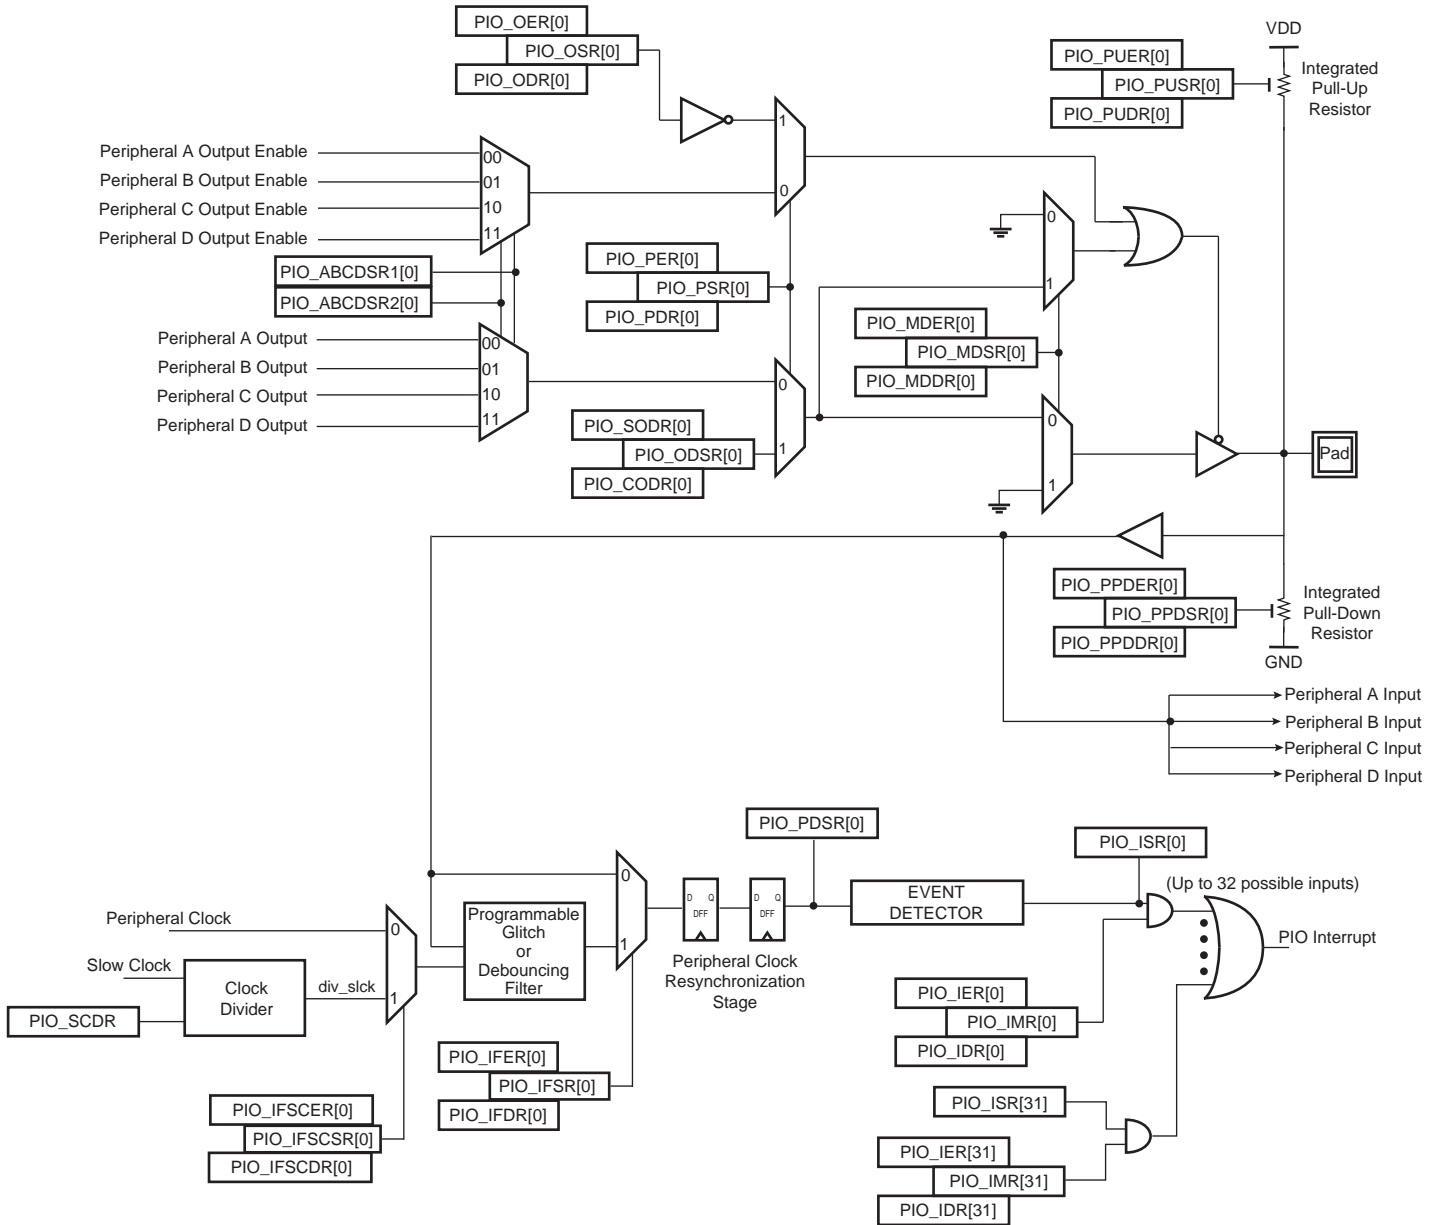 PIO_OER[0]
PIO_OSR[0]
PIO_ODR[0]
VDD
PIO_PUER[0]
PIO_PUSR[0]
PIO_PUDR[0]
Integrated
Pull-Up
Resistor
1
0
Peripheral A Output Enable
Peripheral B Output Enable
Peripheral C Output Enable
Peripheral D Output Enable
00
01
10
11
PIO_ABCDSR1[0]
PIO_ABCDSR2[0]
PIO_PER[0]
PIO_PSR[0]
PIO_PDR[0]
0
1
PIO_MDER[0]
PIO_MDSR[0]
PIO_MDDR[0]
Peripheral A Output
Peripheral B Output
Peripheral C Output
Peripheral D Output
00
01
10
11
0
1
PIO_SODR[0]
PIO_ODSR[0]
PIO_CODR[0]
0
1
Pad
PIO_PPDER[0]
PIO_PPDSR[0]
PIO_PPDDR[0]
Integrated
Pull-Down
Resistor
GND
Peripheral A Input
Peripheral B Input
Peripheral C Input
Peripheral D Input
PIO_PDSR[0]
PIO_ISR[0]
(Up to 32 possible inputs)
EVENT
DETECTOR
PIO Interrupt
0
1
D
Q
DFF
D
Q
DFF
Peripheral Clock
Resynchronization
Stage
Programmable
Glitch
or
Debouncing
Filter
Peripheral Clock
Slow Clock
Clock
Divider
div_slck
0
1
PIO_SCDR
PIO_IER[0]
PIO_IMR[0]
PIO_IDR[0]
PIO_IFER[0]
PIO_IFSR[0]
PIO_IFDR[0]
PIO_IFSCER[0]
PIO_IFSCSR[0]
PIO_IFSCDR[0]
PIO_ISR[31]
PIO_IER[31]
PIO_IMR[31]
PIO_IDR[31]